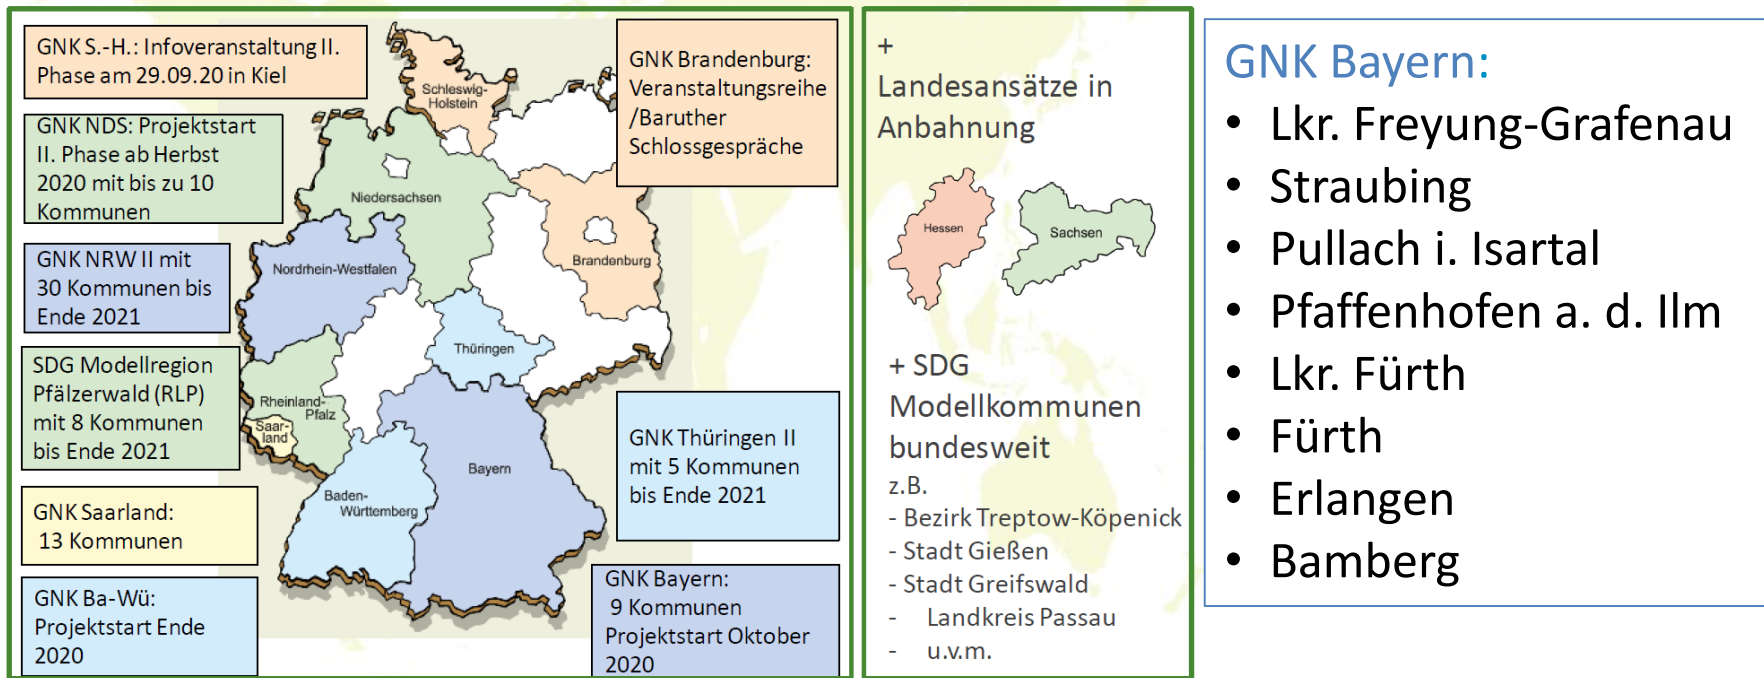 GNK S.-H.: Infoveranstaltung II.
Phase am 29.09.20 in Kiel
GNK NDS: Projektstart
II. Phase ab Herbst
2020 mit bis zu 10
Kommunen
GNK NRW II mit
30 Kommunen bis
Ende 2021
SDG Modellregion
Pfälzerwald (RLP)
mit 8 Kommunen
bis Ende 2021
GNK Saarland:
13 Kommunen
GNK Ba-Wü:
Projektstart Ende
2020
Schleswig-
Holstein
Niedersachsen
Nordrhein-Westfalen
Brandenburg
Thüringen
Rheinland-
Pfalz
Saar-
land
Bayern
Baden-
Württemberg
GNK Brandenburg:
Veranstaltungsreihe
/Baruther
Schlossgespräche
GNK Thüringen II
mit 5 Kommunen
bis Ende 2021
GNK Bayern:
9 Kommunen
Projektstart Oktober
2020
+
Landesansätze in
Anbahnung
Hessen
Sachsen
+ SDG
Modellkommunen
bundesweit
z.B.
- Bezirk Treptow-Köpenick
- Stadt Gießen
- Stadt Greifswald
- Landkreis Passau
- u.v.m.
GNK Bayern:
• Lkr. Freyung-Grafenau
• Straubing
• Pullach i. Isartal
• Pfaffenhofen a. d. Ilm
• Lkr. Fürth
• Fürth
• Erlangen
• Bamberg